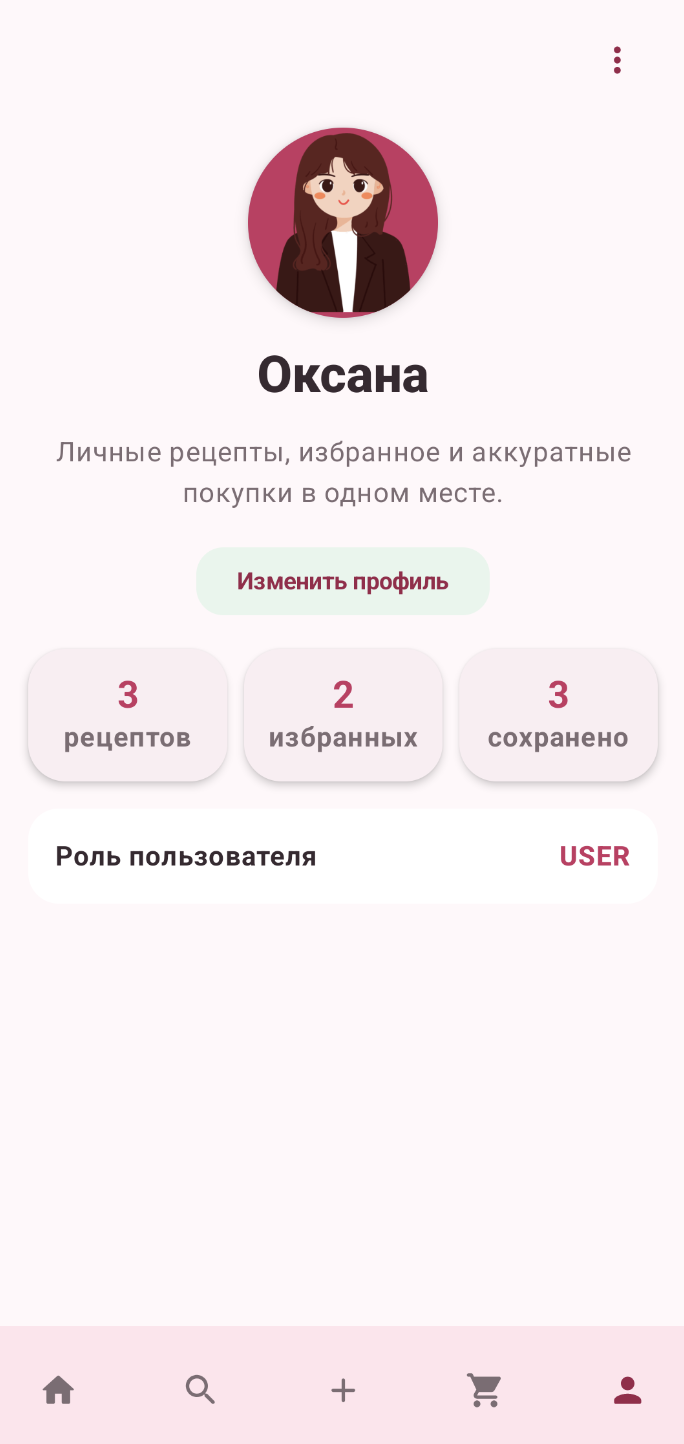 Оксана
Личные рецепты, избранное и аккуратные
покупки в одном месте.
Изменить профиль
3
рецептов
2
избранных
3
сохранено
Роль пользователя
USER